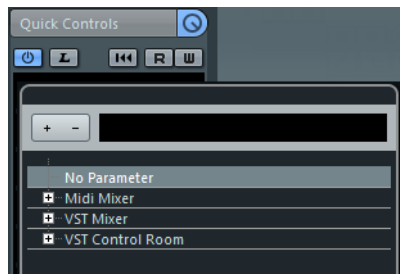 Quick Controls
L R W
+ -
No Parameter
+ Midi Mixer
+ VST Mixer
+ VST Control Room